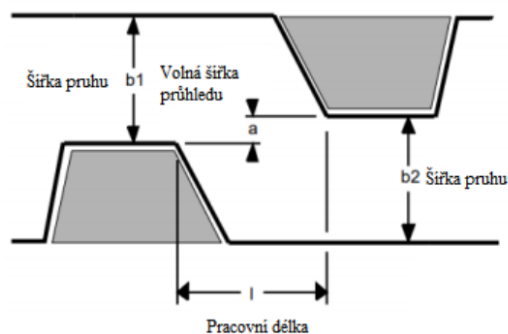 Šířka pruhu b1
Volná šířka
průhledu
a
b2 Šířka pruhu
l
Pracovní délka